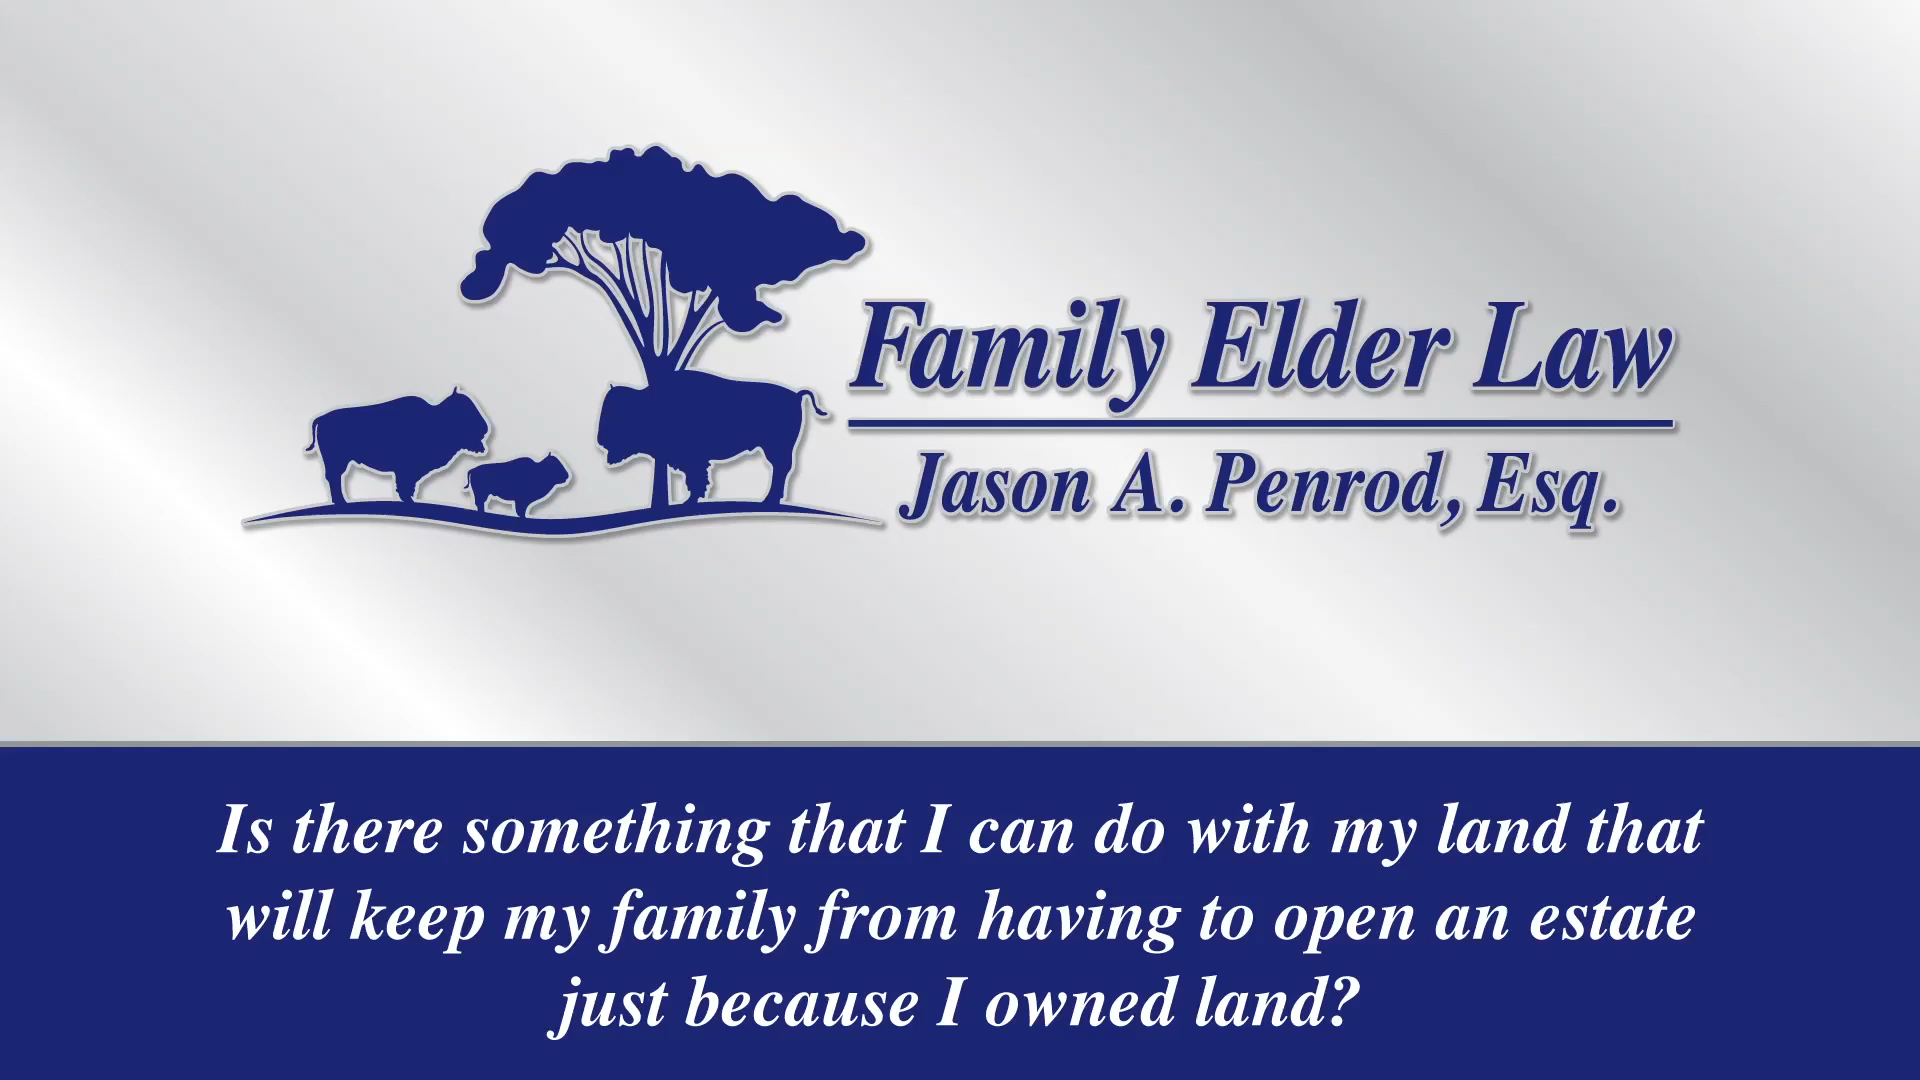 Family Elder Law
Jason A. Penrod, Esq.
Is there something that I can do with my land that
will keep my family from having to open an estate
just because I owned land?